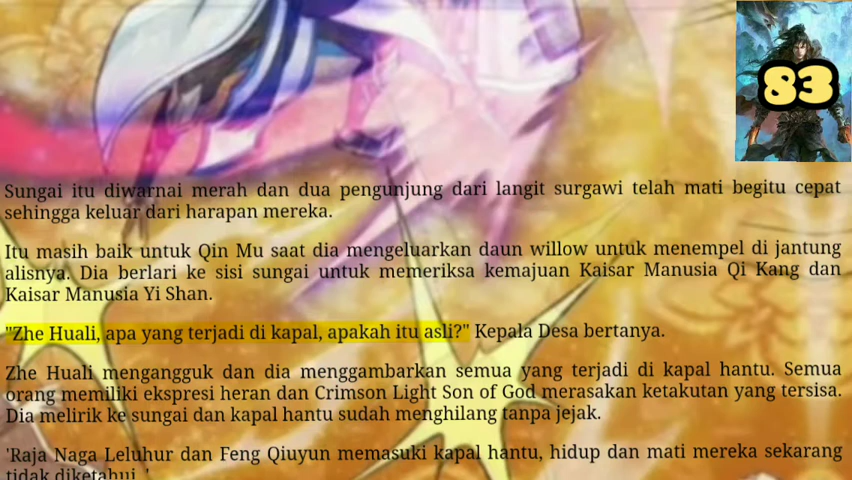 83
Sungai itu diwarnai merah dan dua pengunjung dari langit surgawi telah mati begitu cepat
sehingga keluar dari harapan mereka.
Itu masih baik untuk Qin Mu saat dia mengeluarkan daun willow untuk menempel di jantung
alisnya. Dia berlari ke sisi sungai untuk memeriksa kemajuan Kaisar Manusia Qi Kang dan
Kaisar Manusia Yi Shan.
"Zhe Huali, apa yang terjadi di kapal, apakah itu asli?" Kepala Desa bertanya.
Zhe Huali mengangguk dan dia menggambarkan semua yang terjadi di kapal hantu. Semua
orang memiliki ekspresi heran dan Crimson Light Son of God merasakan ketakutan yang tersisa.
Dia melirik ke sungai dan kapal hantu sudah menghilang tanpa jejak.
'Raja Naga Leluhur dan Feng Qiuyun memasuki kapal hantu, hidup dan mati mereka sekarang
tidak diketahui. '